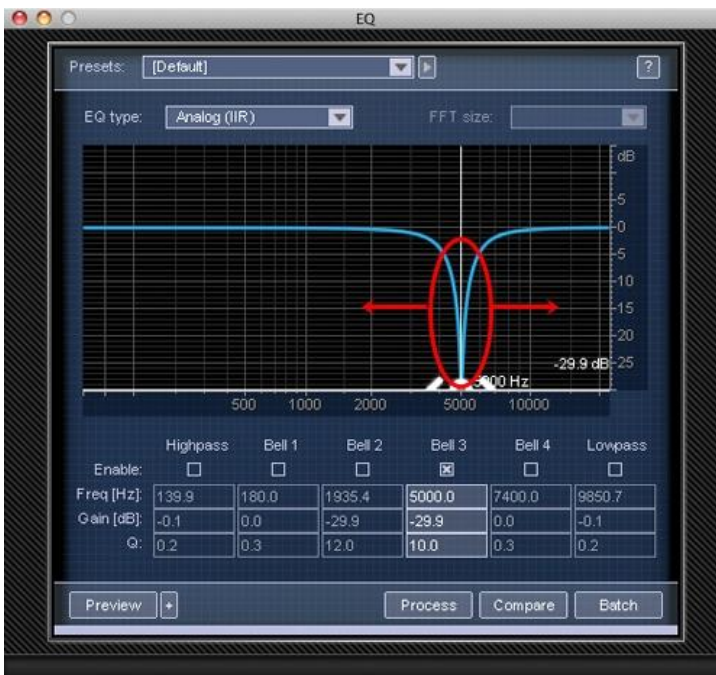 EQ
Presets: [Default] ?
EQ type: Analog (IIR) FFT size:
dB
5
0
-5
-10
-15
-20
-29.9 dB -25
500 1000 2000 5000 10000
Highpass Bell 1 Bell 2 Bell 3 Bell 4 Lowpass
Enable:
Freq [Hz]: 139.9 180.0 1935.4 5000.0 7400.0 9850.7
Gain [dB]: -0.1 0.0 -29.9 -29.9 0.0 -0.1
Q: 0.2 0.3 12.0 10.0 0.3 0.2
Preview + Process Compare Batch